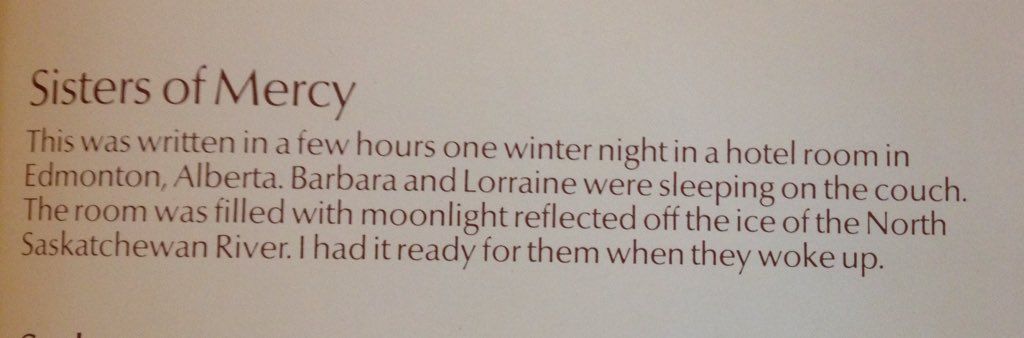 Sisters of Mercy
This was written in a few hours one winter night in a hotel room in
Edmonton, Alberta. Barbara and Lorraine were sleeping on the couch.
The room was filled with moonlight reflected off the ice of the North
Saskatchewan River. I had it ready for them when they woke up.